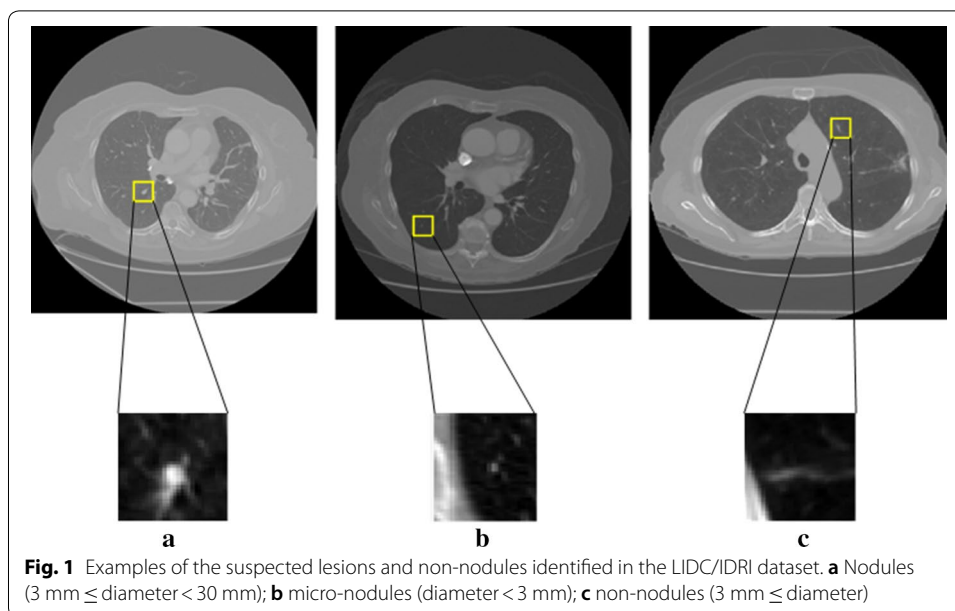 a
b
c
Fig. 1 Examples of the suspected lesions and non-nodules identified in the LIDC/IDRI dataset. a Nodules
(3 mm ≤ diameter < 30 mm); b micro-nodules (diameter < 3 mm); c non-nodules (3 mm ≤ diameter)